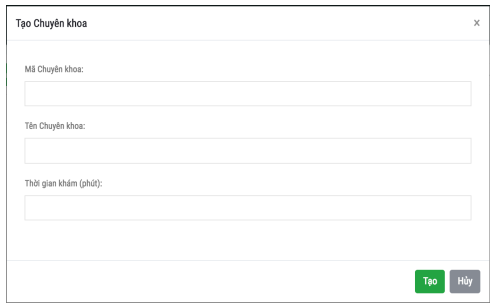 Tạo Chuyên khoa x
Mã Chuyên khoa:
Tên Chuyên khoa:
Thời gian khám (phút):
Tạo Hủy